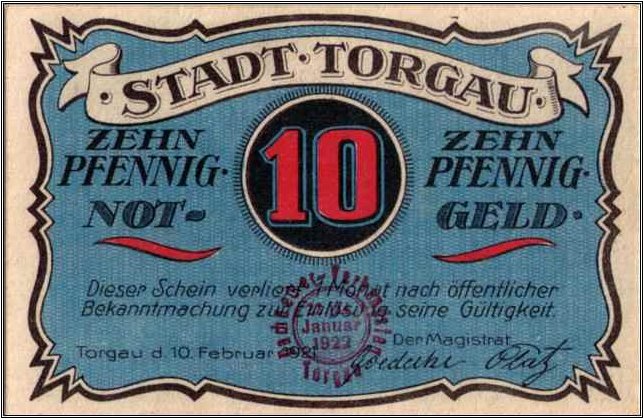 STADT · TORGAU ·
ZEHN PFENNIG · NOT-
10
ZEHN PFENNIG · GELD ·
Dieser Schein verliert 1 Monat nach öffentlicher
Bekanntmachung zur Einlösung seine Gültigkeit.
Torgau d. 10. Februar 1921
Der Magistrat
Januar
1922
Torgau